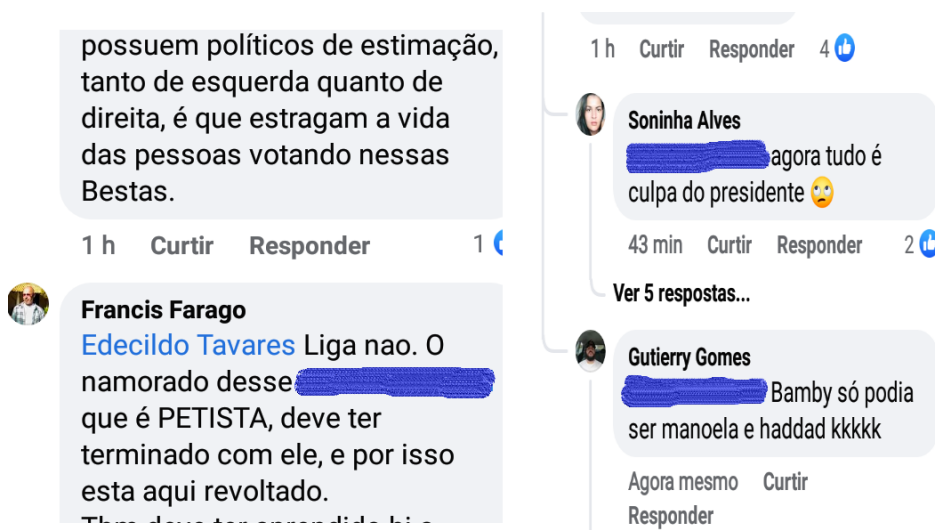 possuem políticos de estimação,
tanto de esquerda quanto de
direita, é que estragam a vida
das pessoas votando nessas
Bestas.
1 h Curtir Responder 1
Francis Farago
Edecildo Tavares Liga nao. O
namorado desse
que é PETISTA, deve ter
terminado com ele, e por isso
esta aqui revoltado.
1 h Curtir Responder 4
Soninha Alves
agora tudo é
culpa do presidente 🙄
43 min Curtir Responder 2
Ver 5 respostas...
Gutierry Gomes
Bamby só podia
ser manoela e haddad kkkkk
Agora mesmo Curtir
Responder